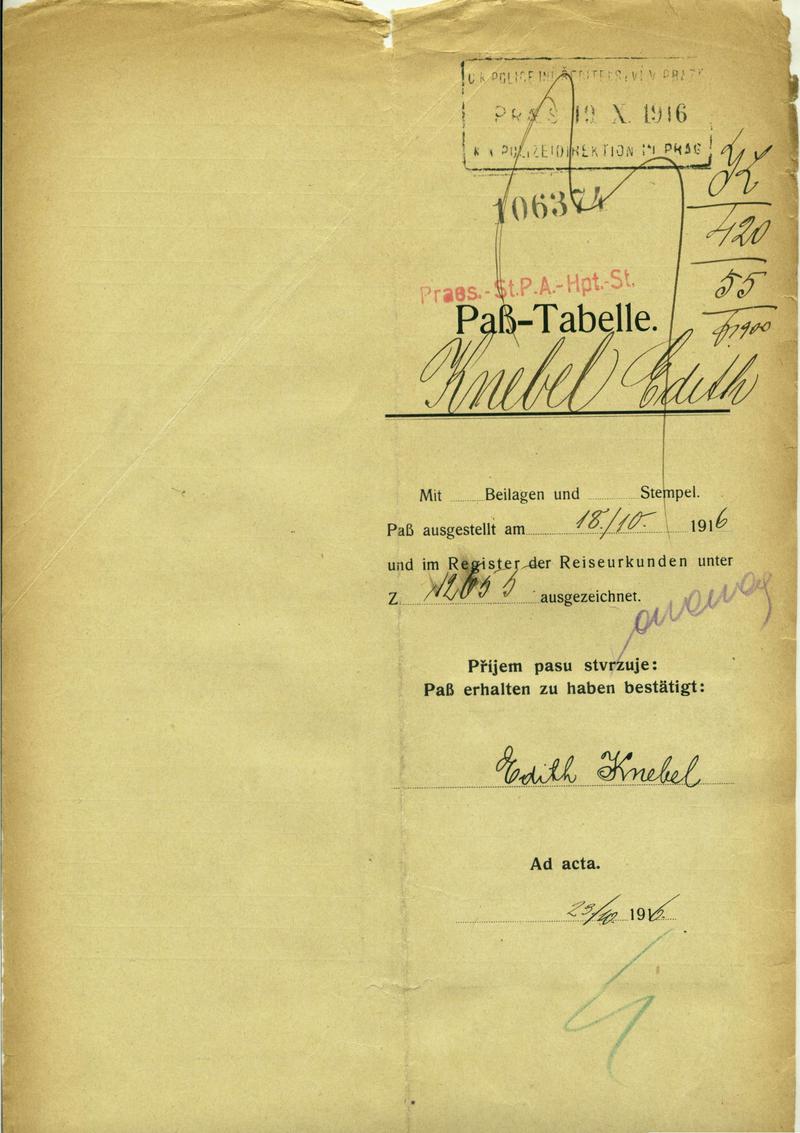 PRAES 19 X 1916
K K POLIZEIDIREKTION IN PRAG
106374
K
420
55
Praes.-St.P.A.-Hpt.-St.
Paß-Tabelle.
Knebel Edith
Mit Beilagen und Stempel.
Paß ausgestellt am 18./10. 1916
und im Register der Reiseurkunden unter
Z. ausgezeichnet.
Příjem pasu stvrzuje:
Paß erhalten zu haben bestätigt:
Edith Knebel
Ad acta.
23/10 1916